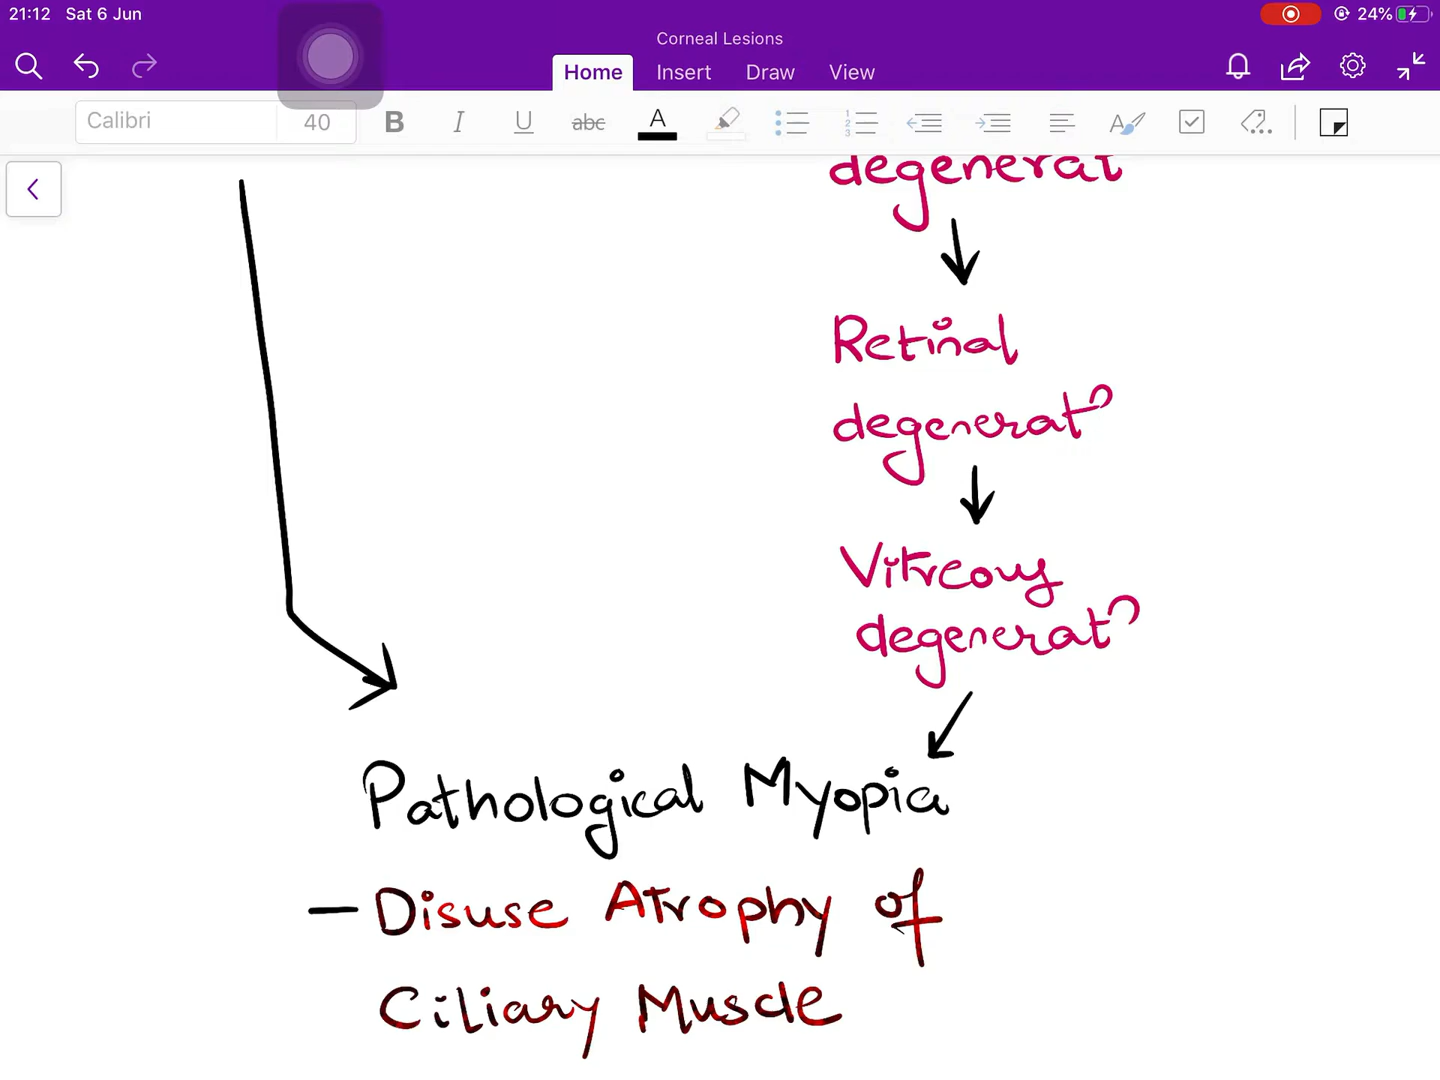 21:12 Sat 6 Jun
24%
Corneal Lesions
Home Insert Draw View
Calibri 40 B I U abc A
degenerat
Retinal
degenerat^n
Vitreous
degenerat^n
Pathological Myopia
— Disuse Atrophy of
Ciliary Muscle